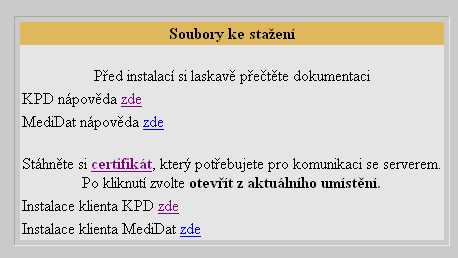 Soubory ke stažení
Před instalací si laskavě přečtěte dokumentaci
KPD nápověda zde
MediDat nápověda zde
Stáhněte si certifikát, který potřebujete pro komunikaci se serverem.
Po kliknutí zvolte otevřít z aktuálního umístění.
Instalace klienta KPD zde
Instalace klienta MediDat zde